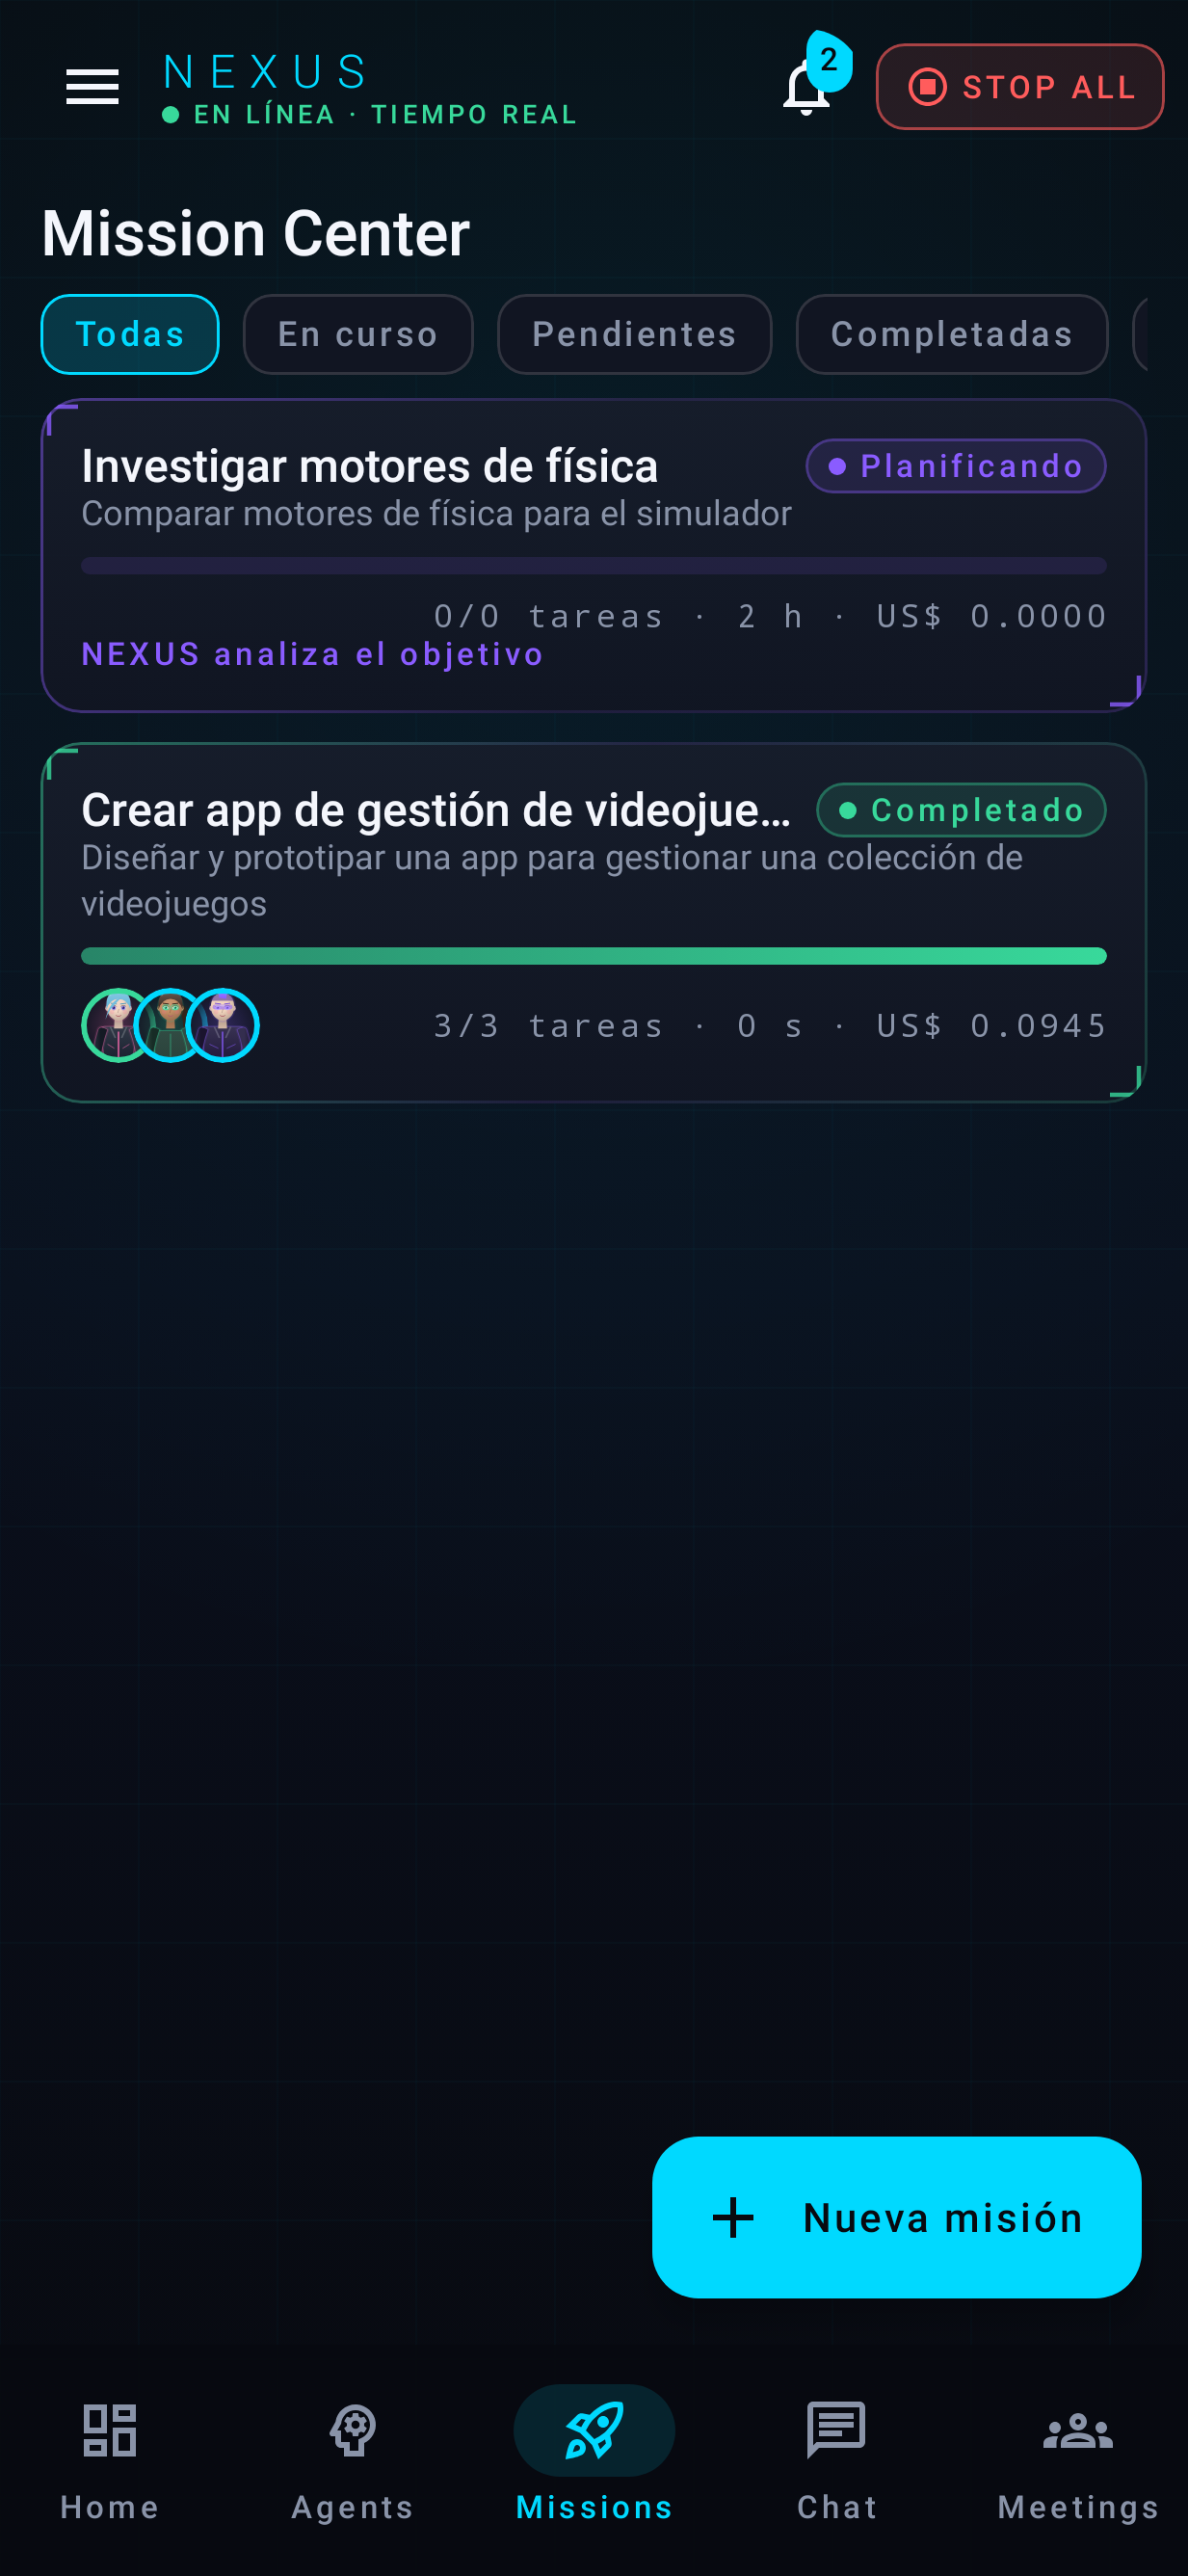 NEXUS
EN LÍNEA · TIEMPO REAL
2
STOP ALL
Mission Center
Todas
En curso
Pendientes
Completadas
Investigar motores de física
Planificando
Comparar motores de física para el simulador
0/0 tareas · 2 h · US$ 0.0000
NEXUS analiza el objetivo
Crear app de gestión de videojue...
Completado
Diseñar y prototipar una app para gestionar una colección de
videojuegos
3/3 tareas · 0 s · US$ 0.0945
Nueva misión
Home
Agents
Missions
Chat
Meetings